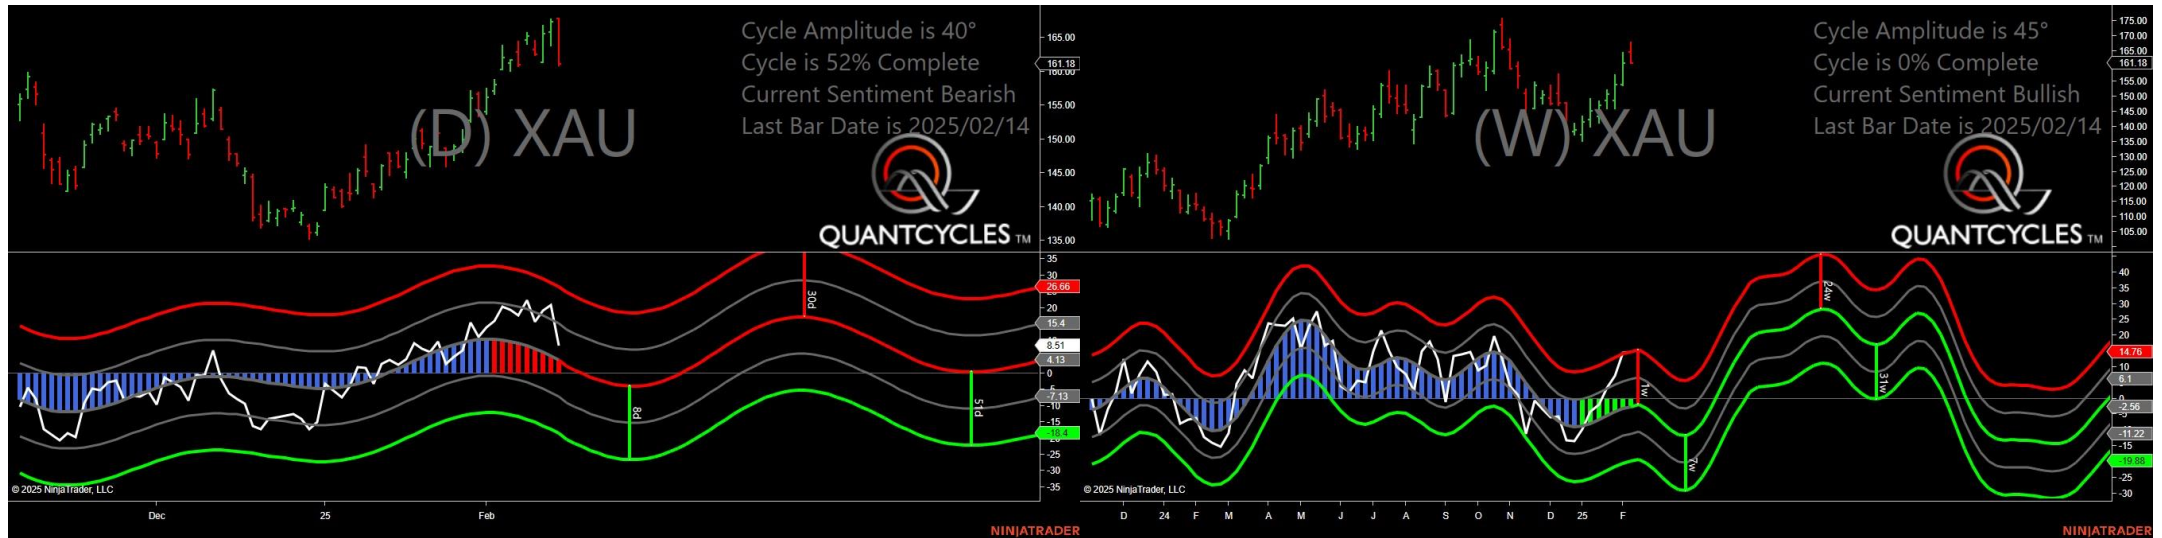 Cycle Amplitude is 40°
Cycle is 52% Complete
Current Sentiment Bearish
Last Bar Date is 2025/02/14
(D) XAU
QUANTCYCLES TM
165.00
161.18
160.00
155.00
150.00
145.00
140.00
135.00
35
30
26.66
20
15.4
8.51
4.13
0
-5
-7.13
-10
-15
-18.4
-25
-30
-35
30d
8d
51d
© 2025 NinjaTrader, LLC
Dec
25
Feb
NINJATRADER
Cycle Amplitude is 45°
Cycle is 0% Complete
Current Sentiment Bullish
Last Bar Date is 2025/02/14
(W) XAU
QUANTCYCLES TM
175.00
170.00
165.00
161.18
155.00
150.00
145.00
140.00
135.00
130.00
125.00
120.00
115.00
110.00
105.00
40
35
30
25
20
14.76
10
6.1
0
-2.56
-11.22
-15
-19.88
-25
-30
1w
7w
24w
31w
© 2025 NinjaTrader, LLC
D
24
F
M
A
M
J
J
A
S
O
N
D
25
F
NINJATRADER